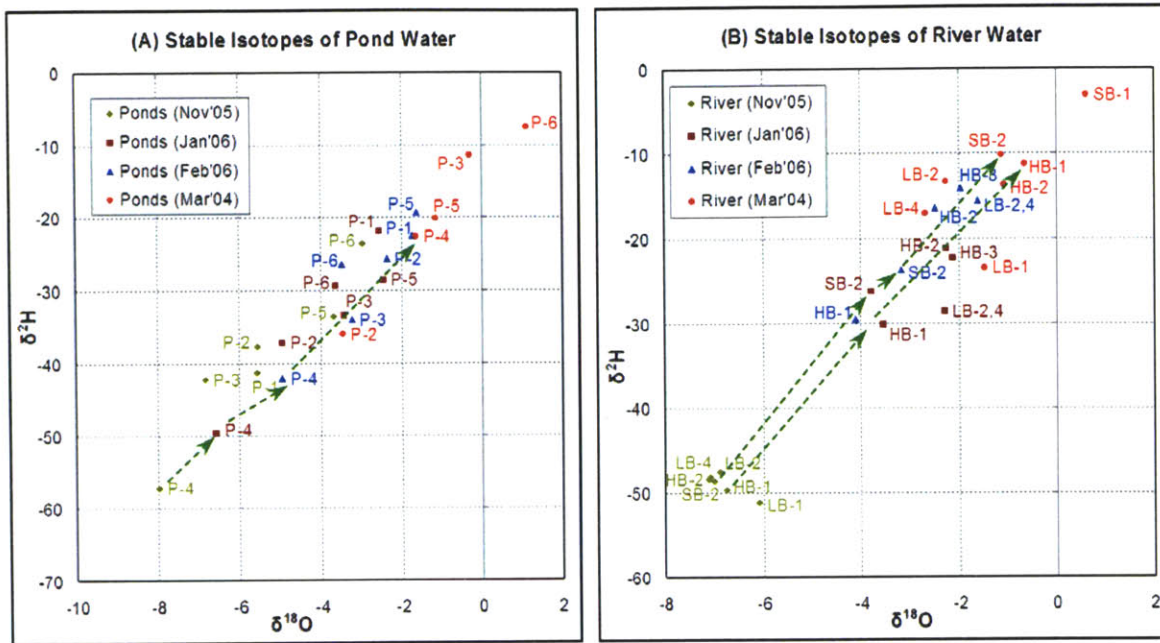 (A) Stable Isotopes of Pond Water
0
-10
-20
-30
-40
-50
-60
-70
-10
-8
-6
-4
-2
0
2
δ²H
δ¹⁸O
Ponds (Nov'05)
Ponds (Jan'06)
Ponds (Feb'06)
Ponds (Mar'04)
P-6
P-3
P-5
P-5
P-1
P-1
P-4
P-6
P-2
P-6
P-5
P-6
P-3
P-5
P-3
P-2
P-2
P-2
P-3
P-1
P-4
P-4
P-4
(B) Stable Isotopes of River Water
0
-10
-20
-30
-40
-50
-60
-8
-6
-4
-2
0
2
δ²H
δ¹⁸O
River (Nov'05)
River (Jan'06)
River (Feb'06)
River (Mar'04)
SB-1
SB-2
HB-1
LB-2
HB-3
HB-2
LB-4
HB-2
LB-2,4
HB-2
HB-3
LB-1
SB-2
SB-2
HB-1
LB-2,4
HB-1
LB-4
LB-2
HB-2
HB-1
SB-2
LB-1